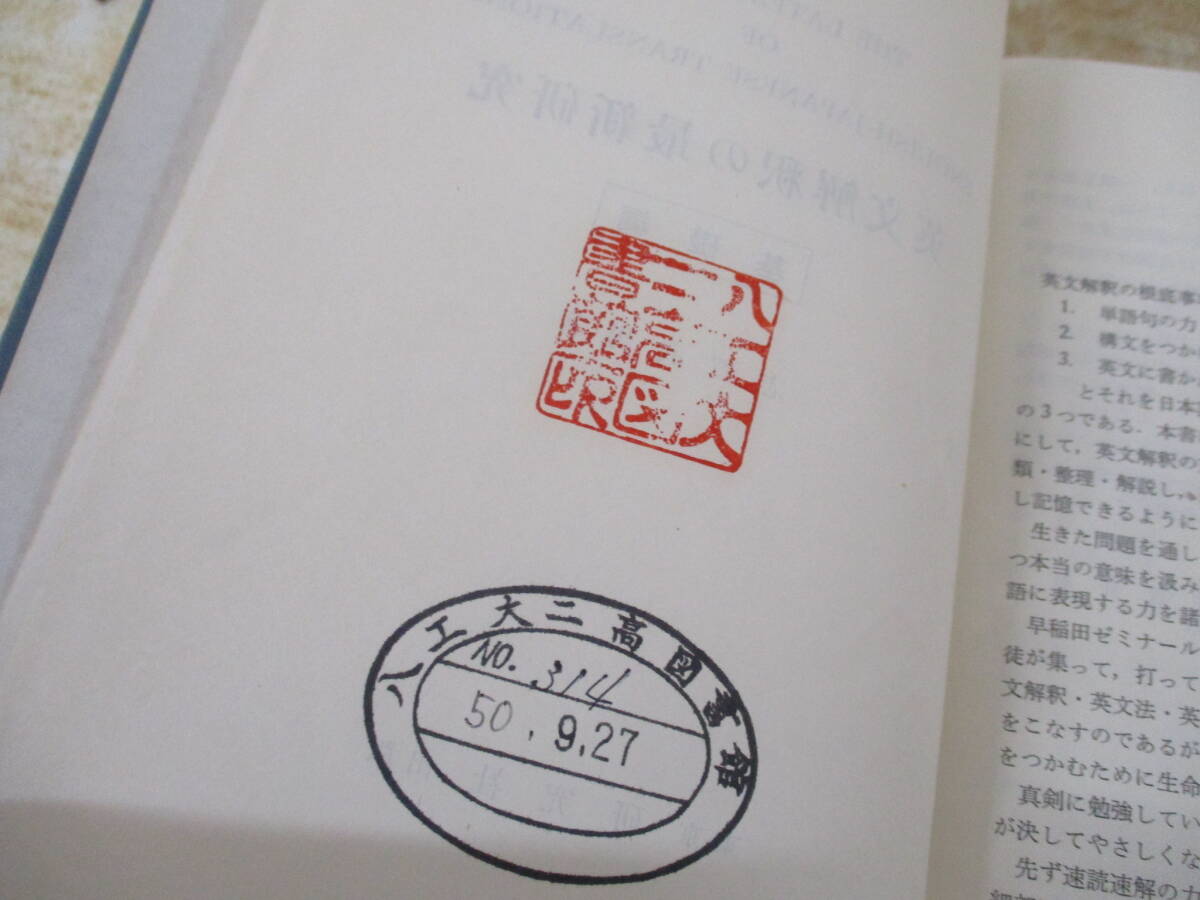 八工大
二高図
書館印
八工大二高図書館
NO. 314
50.9.27
英文解釈の根底事
1. 単語句の力
2. 構文をつか
3. 英文に書か
とそれを日本
の3つである. 本書
にして, 英文解釈の
類・整理・解説し,
し記憶できるように
生きた問題を通し
つ本当の意味を汲み
語に表現する力を諸
早稲田ゼミナール
徒が集って, 打って
文解釈・英文法・英
をこなすのであるが
をつかむために生命
真剣に勉強してい
が決してやさしくな
先ず速読速解の力
THE LATES
OF
ENGLISH-JAPANESE TRANSLATION
英文解釈の最新研究